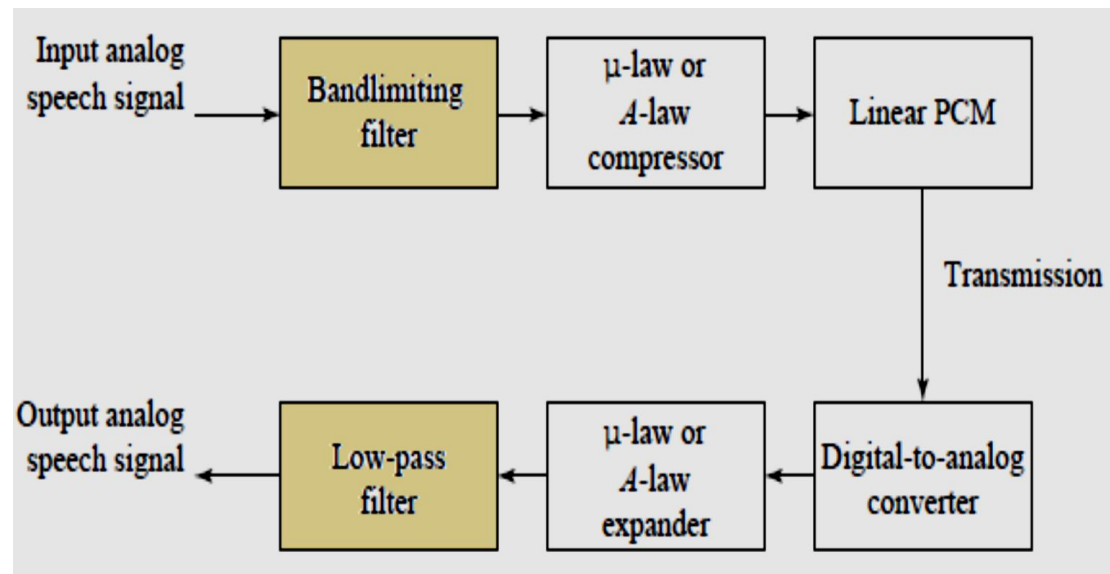 Input analog
speech signal
Bandlimiting
filter
μ-law or
A-law
compressor
Linear PCM
Transmission
Output analog
speech signal
Low-pass
filter
μ-law or
A-law
expander
Digital-to-analog
converter